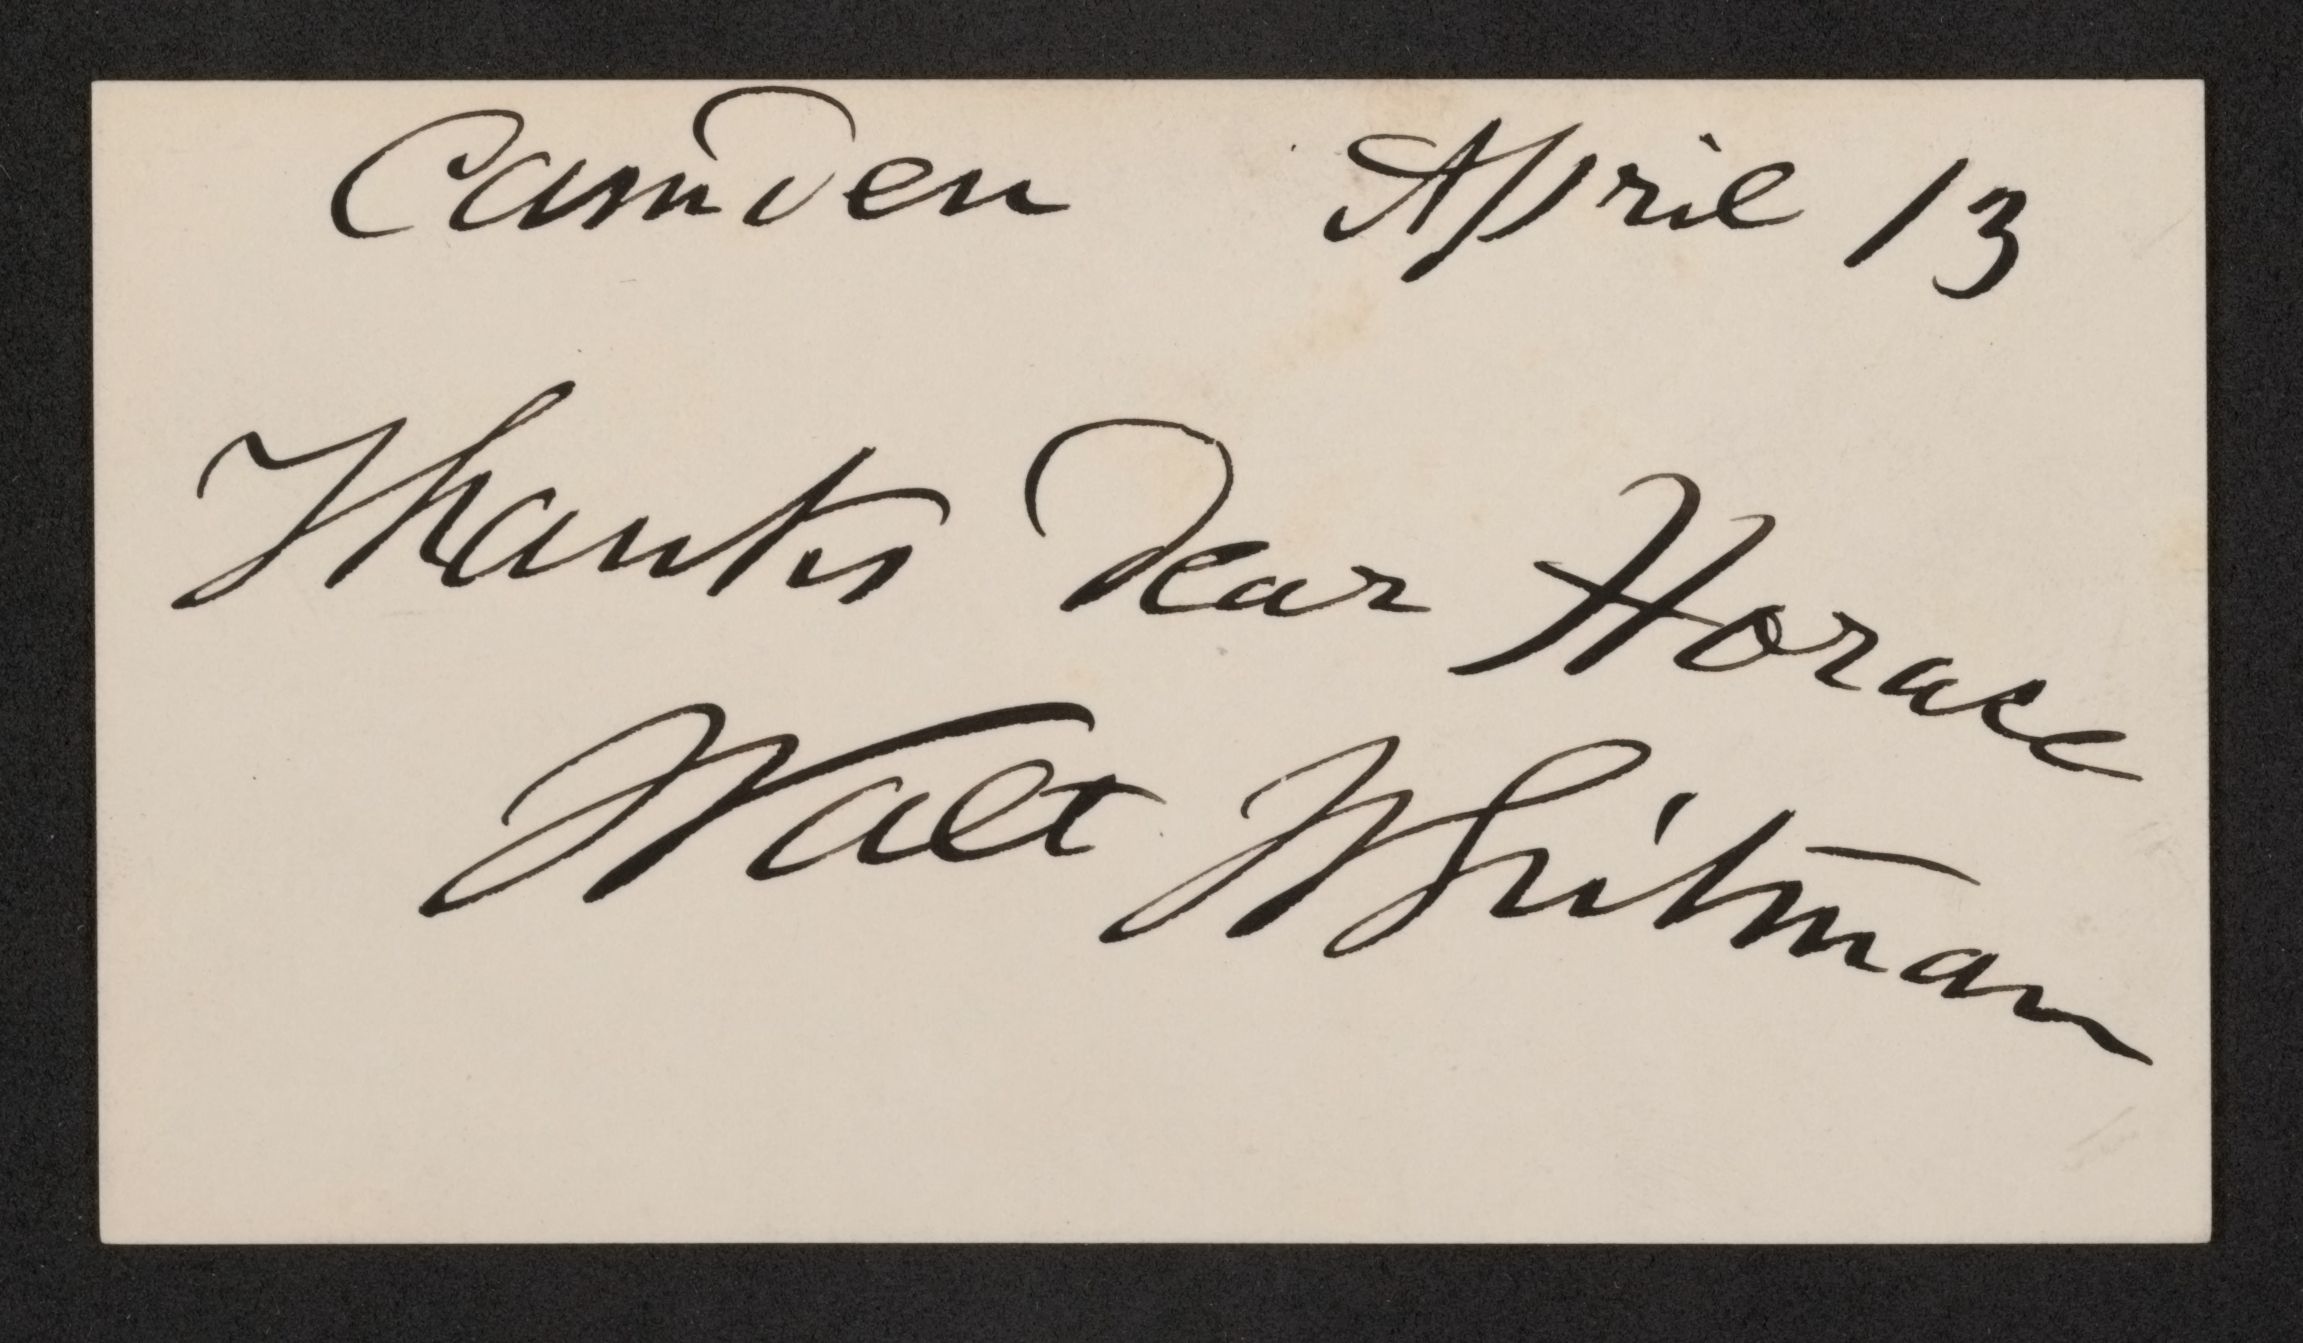 Camden April 13
Thanks Dear Horace
Walt Whitman